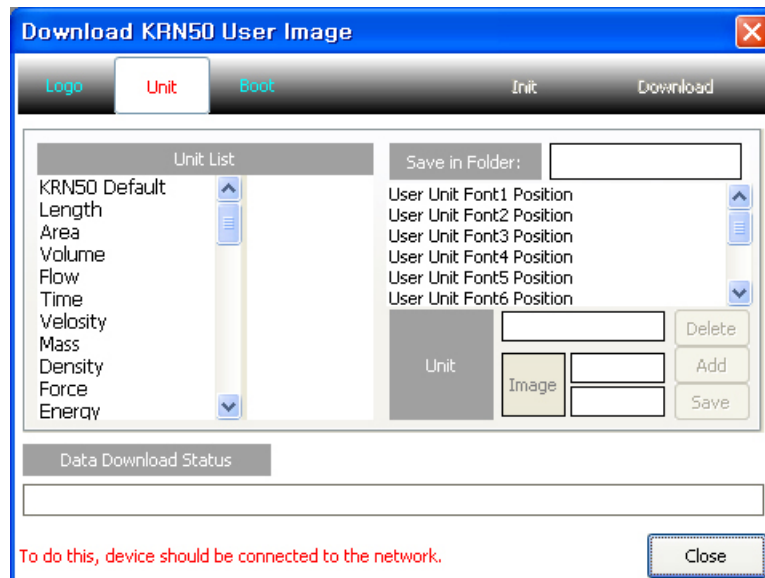 Download KRN50 User Image
Logo Unit Boot Init Download
Unit List
KRN50 Default
Length
Area
Volume
Flow
Time
Velosity
Mass
Density
Force
Energy
Save in Folder:
User Unit Font1 Position
User Unit Font2 Position
User Unit Font3 Position
User Unit Font4 Position
User Unit Font5 Position
User Unit Font6 Position
Unit
Image
Delete
Add
Save
Data Download Status
To do this, device should be connected to the network.
Close